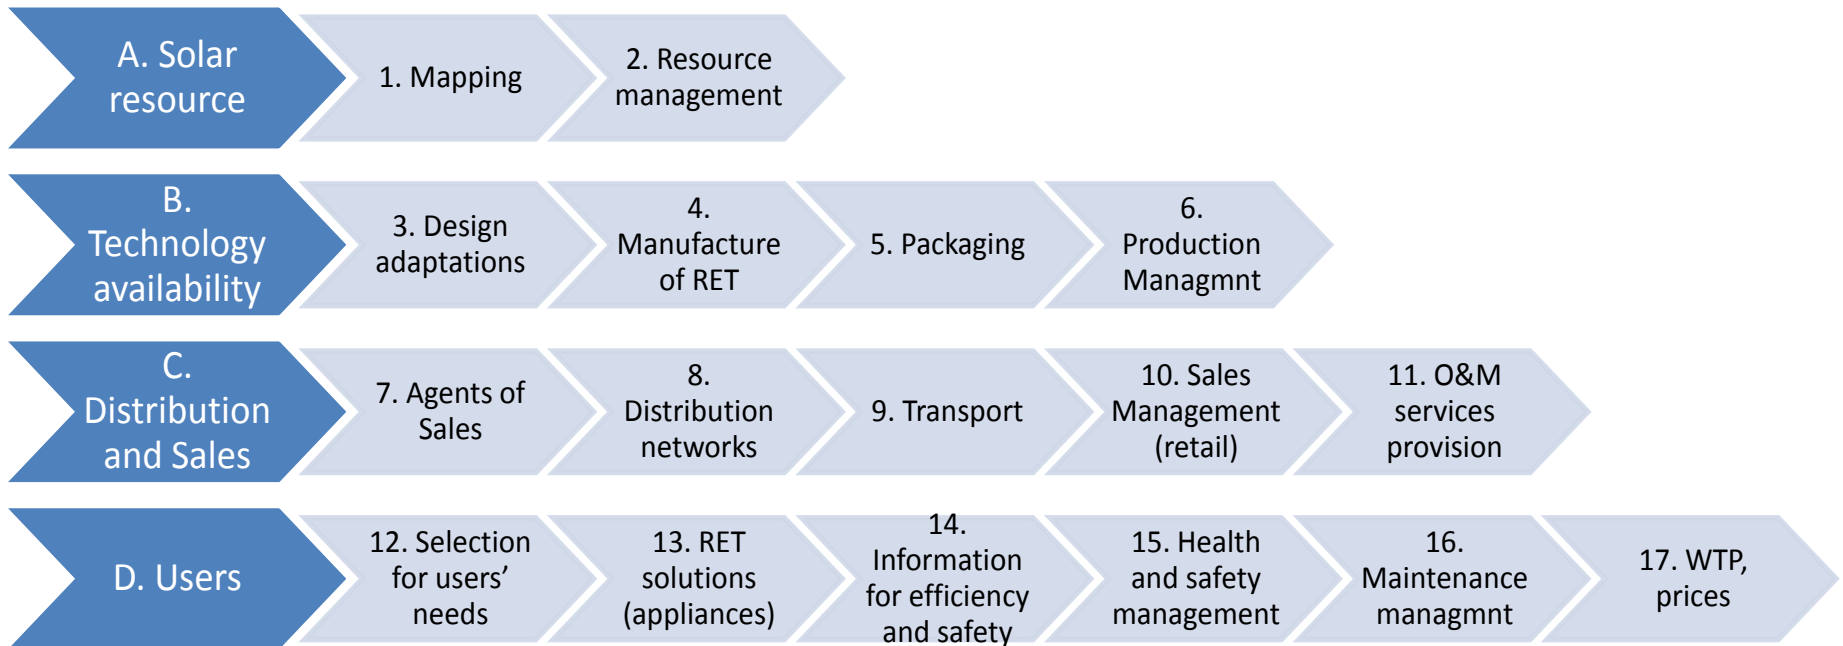 A. Solar
resource
1. Mapping
2. Resource
management
B.
Technology
availability
3. Design
adaptations
4.
Manufacture
of RET
5. Packaging
6.
Production
Managmnt
C.
Distribution
and Sales
7. Agents of
Sales
8.
Distribution
networks
9. Transport
10. Sales
Management
(retail)
11. O&M
services
provision
D. Users
12. Selection
for users’
needs
13. RET
solutions
(appliances)
14.
Information
for efficiency
and safety
15. Health
and safety
management
16.
Maintenance
managmnt
17. WTP,
prices